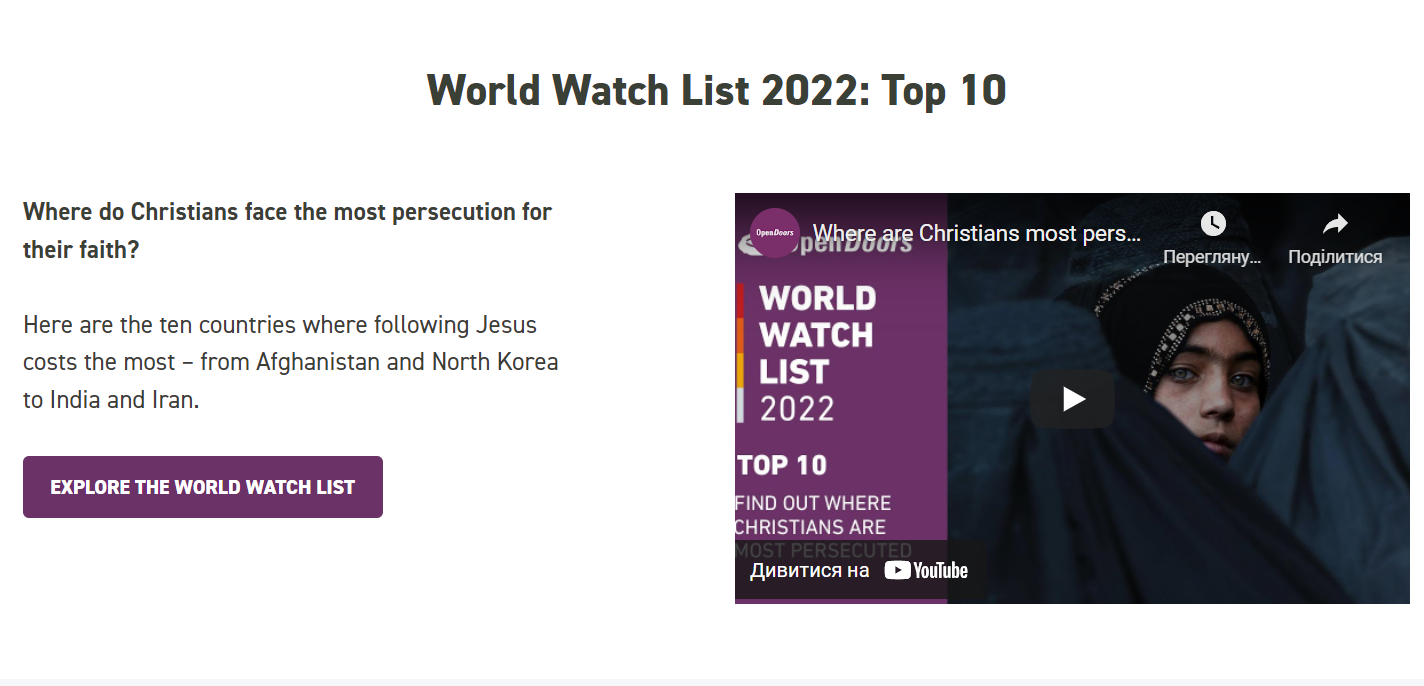 World Watch List 2022: Top 10
Where do Christians face the most persecution for
their faith?
Here are the ten countries where following Jesus
costs the most – from Afghanistan and North Korea
to India and Iran.
EXPLORE THE WORLD WATCH LIST
OpenDoors
Where are Christians most pers...
Перегляну...
Поділитися
OpenDoors
WORLD
WATCH
LIST
2022
TOP 10
FIND OUT WHERE
CHRISTIANS ARE
MOST PERSECUTED
Дивитися на YouTube